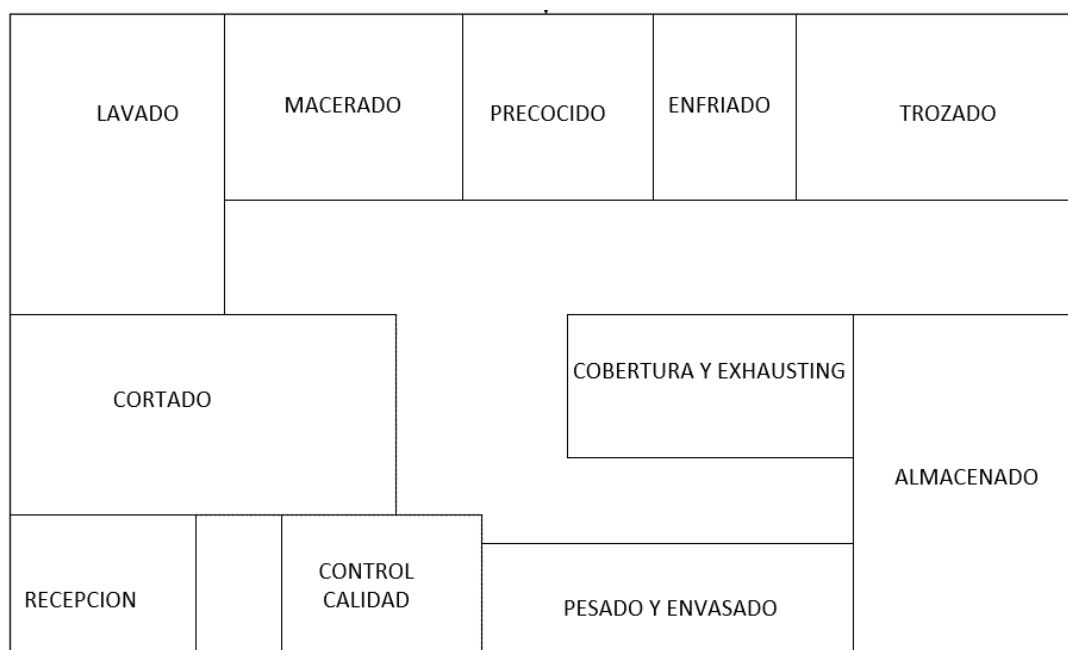 LAVADO
MACERADO
PRECOCIDO
ENFRIADO
TROZADO
CORTADO
COBERTURA Y EXHAUSTING
ALMACENADO
RECEPCION
CONTROL
CALIDAD
PESADO Y ENVASADO